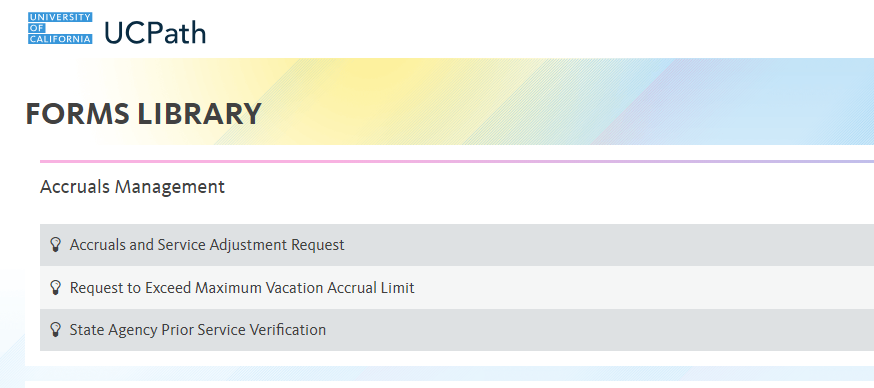 UNIVERSITY
OF
CALIFORNIA
UCPath
FORMS LIBRARY
Accruals Management
Accruals and Service Adjustment Request
Request to Exceed Maximum Vacation Accrual Limit
State Agency Prior Service Verification